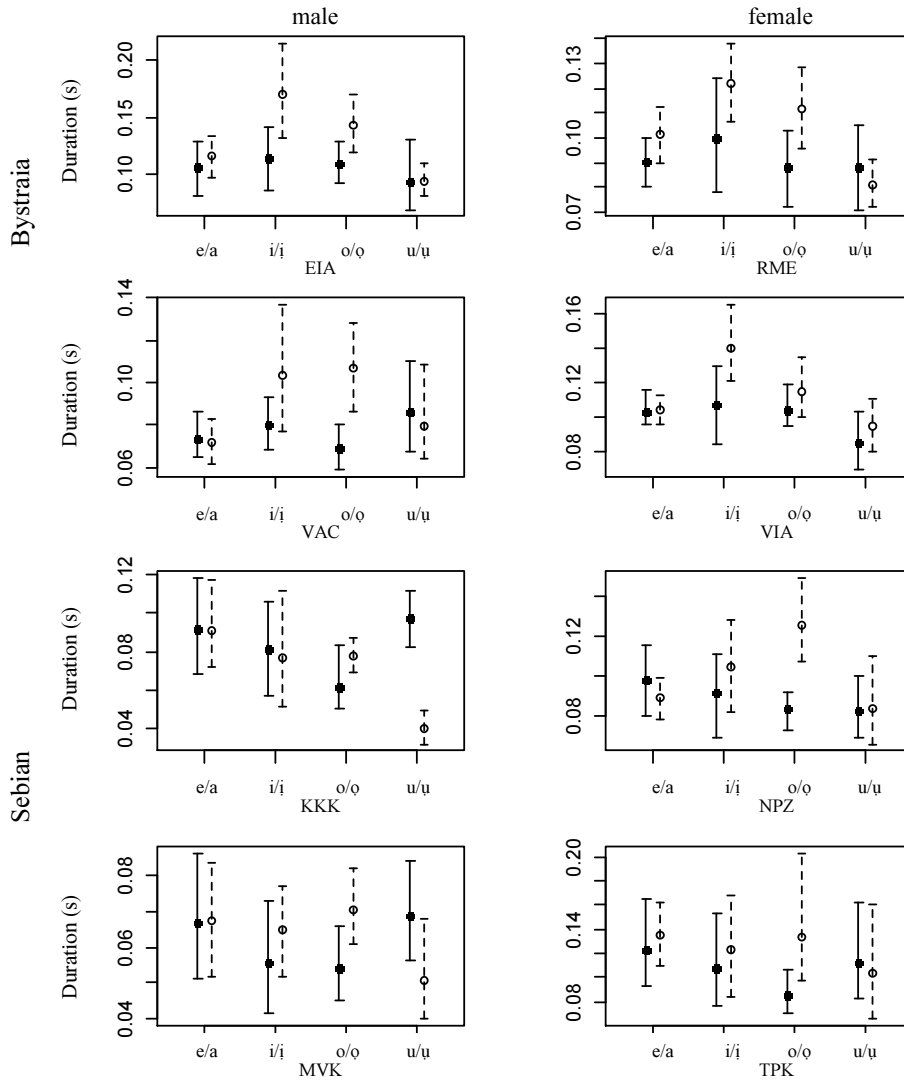 male female
Bystraia
Duration (s)
0.10 0.15 0.20
e/a i/ị o/ọ u/ụ
EIA
0.07 0.10 0.13
e/a i/ị o/ọ u/ụ
RME
Duration (s)
0.06 0.10 0.14
e/a i/ị o/ọ u/ụ
VAC
0.08 0.12 0.16
e/a i/ị o/ọ u/ụ
VIA
Sebian
Duration (s)
0.04 0.08 0.12
e/a i/ị o/ọ u/ụ
KKK
0.08 0.12
e/a i/ị o/ọ u/ụ
NPZ
Duration (s)
0.04 0.06 0.08
e/a i/ị o/ọ u/ụ
MVK
0.08 0.14 0.20
e/a i/ị o/ọ u/ụ
TPK